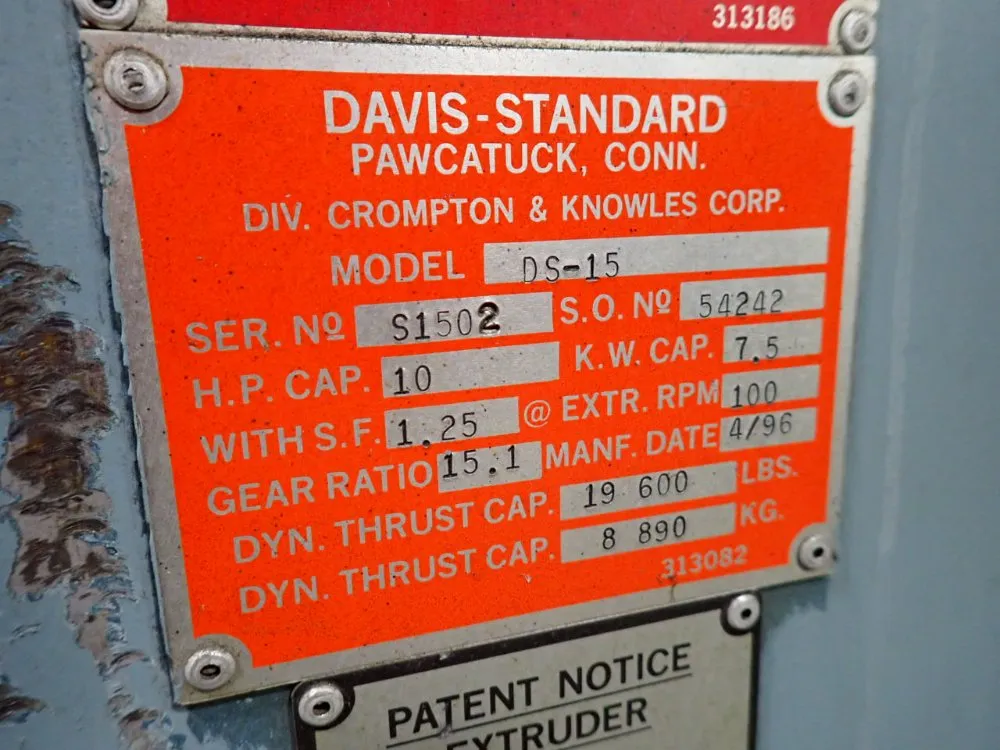 313186
DAVIS-STANDARD
PAWCATUCK, CONN.
DIV. CROMPTON & KNOWLES CORP.
MODEL DS-15
SER. Nº S1502 S.O. Nº 54242
H.P. CAP. 10 K.W. CAP. 7.5
WITH S.F. 1.25 @ EXTR. RPM 100
GEAR RATIO 15.1 MANF. DATE 4/96
DYN. THRUST CAP. 19 600 LBS.
DYN. THRUST CAP. 8 890 KG.
313082
PATENT NOTICE
EXTRUDER